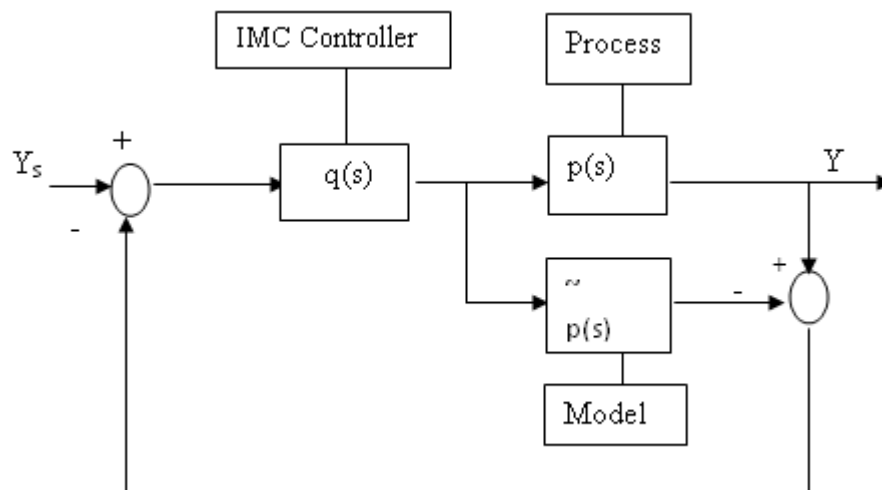 IMC Controller
Process
+
Yₛ
-
q(s)
p(s)
Y
+
~
-
p(s)
Model